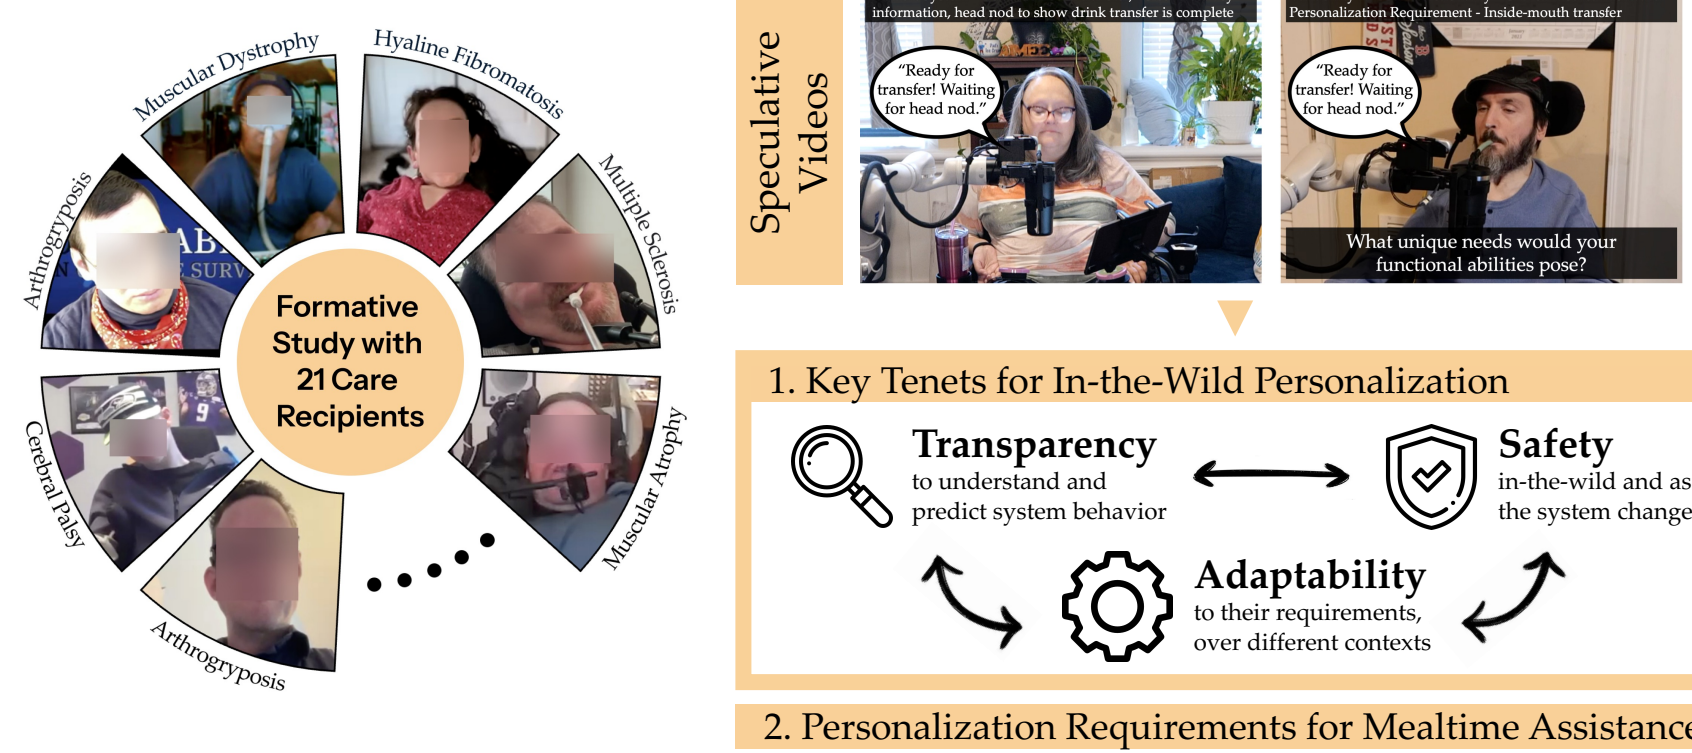 Muscular Dystrophy
Hyaline Fibromatosis
Multiple Sclerosis
Arthrogryposis
Cerebral Palsy
Arthrogryposis
Muscular Atrophy
Formative
Study with
21 Care
Recipients
ABI
SURV
9
Speculative
Videos
information, head nod to show drink transfer is complete
"Ready for
transfer! Waiting
for head nod."
Personalization Requirement - Inside-mouth transfer
"Ready for
transfer! Waiting
for head nod."
What unique needs would your
functional abilities pose?
1. Key Tenets for In-the-Wild Personalization
Transparency
to understand and
predict system behavior
Safety
in-the-wild and as
the system change
Adaptability
to their requirements,
over different contexts
2. Personalization Requirements for Mealtime Assistance